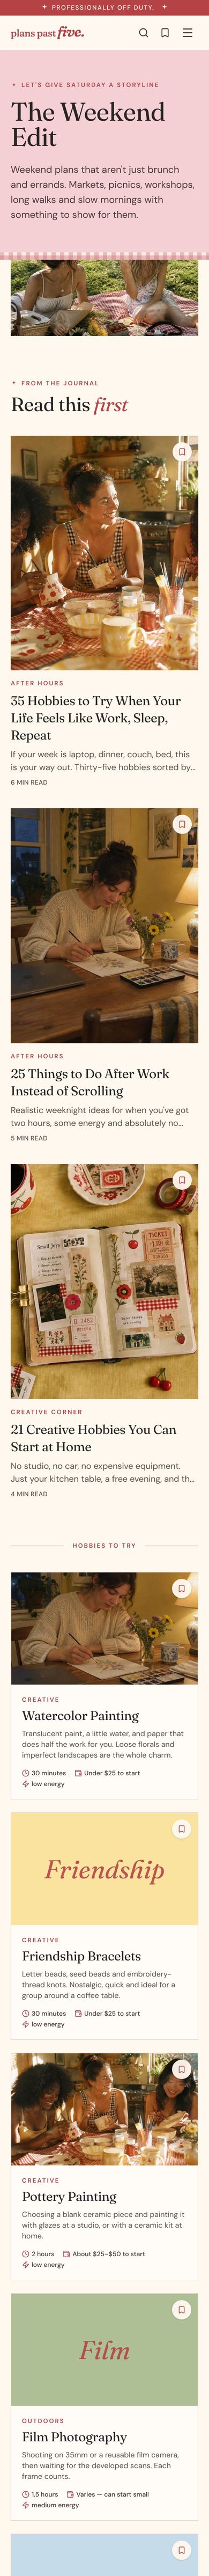 PROFESSIONALLY OFF DUTY.
plans past five.
LET'S GIVE SATURDAY A STORYLINE
The Weekend
Edit
Weekend plans that aren't just brunch
and errands. Markets, picnics, workshops,
long walks and slow mornings with
something to show for them.
FROM THE JOURNAL
Read this first
AFTER HOURS
35 Hobbies to Try When Your
Life Feels Like Work, Sleep,
Repeat
If your week is laptop, dinner, couch, bed, this
is your way out. Thirty-five hobbies sorted by...
6 MIN READ
AFTER HOURS
25 Things to Do After Work
Instead of Scrolling
Realistic weeknight ideas for when you've got
two hours, some energy and absolutely no...
5 MIN READ
Small Joys
TICKET
CREATIVE CORNER
21 Creative Hobbies You Can
Start at Home
No studio, no car, no expensive equipment.
Just your kitchen table, a free evening, and th...
4 MIN READ
HOBBIES TO TRY
CREATIVE
Watercolor Painting
Translucent paint, a little water, and paper that
does half the work for you. Loose florals and
imperfect landscapes are the whole charm.
30 minutes Under $25 to start
low energy
Friendship
CREATIVE
Friendship Bracelets
Letter beads, seed beads and embroidery-
thread knots. Nostalgic, quick and ideal for a
group around a coffee table.
30 minutes Under $25 to start
low energy
CREATIVE
Pottery Painting
Choosing a blank ceramic piece and painting it
with glazes at a studio, or with a ceramic kit at
home.
2 hours About $25–$50 to start
low energy
Film
OUTDOORS
Film Photography
Shooting on 35mm or a reusable film camera,
then waiting for the developed scans. Each
frame counts.
1.5 hours Varies — can start small
medium energy